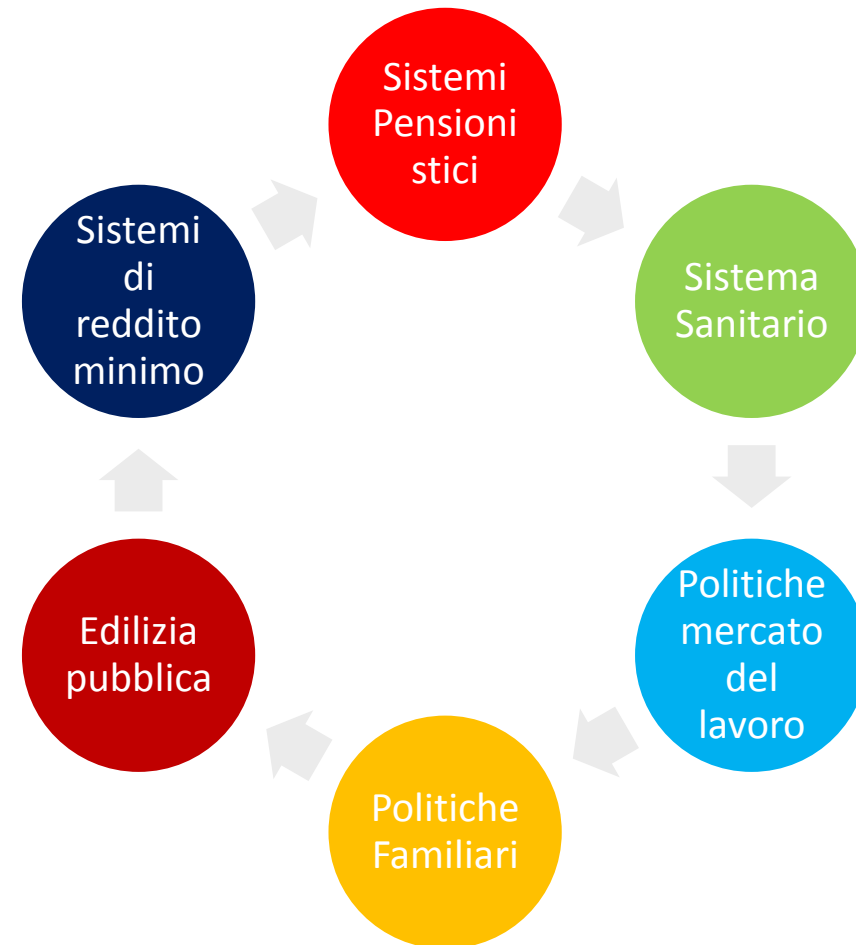 Sistemi
Pensioni
stici
Sistema
Sanitario
Politiche
mercato
del
lavoro
Politiche
Familiari
Edilizia
pubblica
Sistemi
di
reddito
minimo